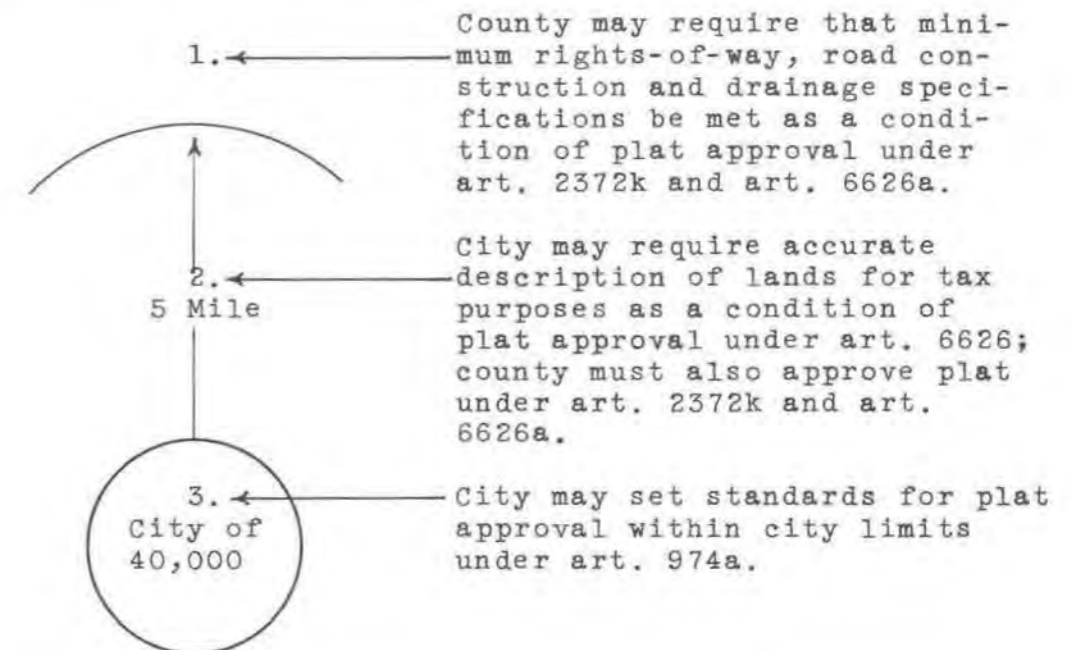 1.
County may require that mini-
mum rights-of-way, road con-
struction and drainage speci-
fications be met as a condi-
tion of plat approval under
art. 2372k and art. 6626a.
2.
5 Mile
City may require accurate
description of lands for tax
purposes as a condition of
plat approval under art. 6626;
county must also approve plat
under art. 2372k and art.
6626a.
3.
City of
40,000
City may set standards for plat
approval within city limits
under art. 974a.